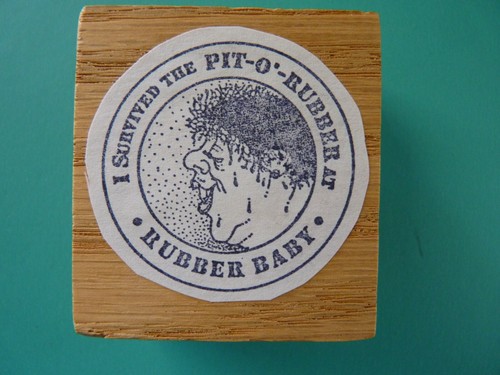 I SURVIVED THE PIT-O'-RUBBER AT
• RUBBER BABY •